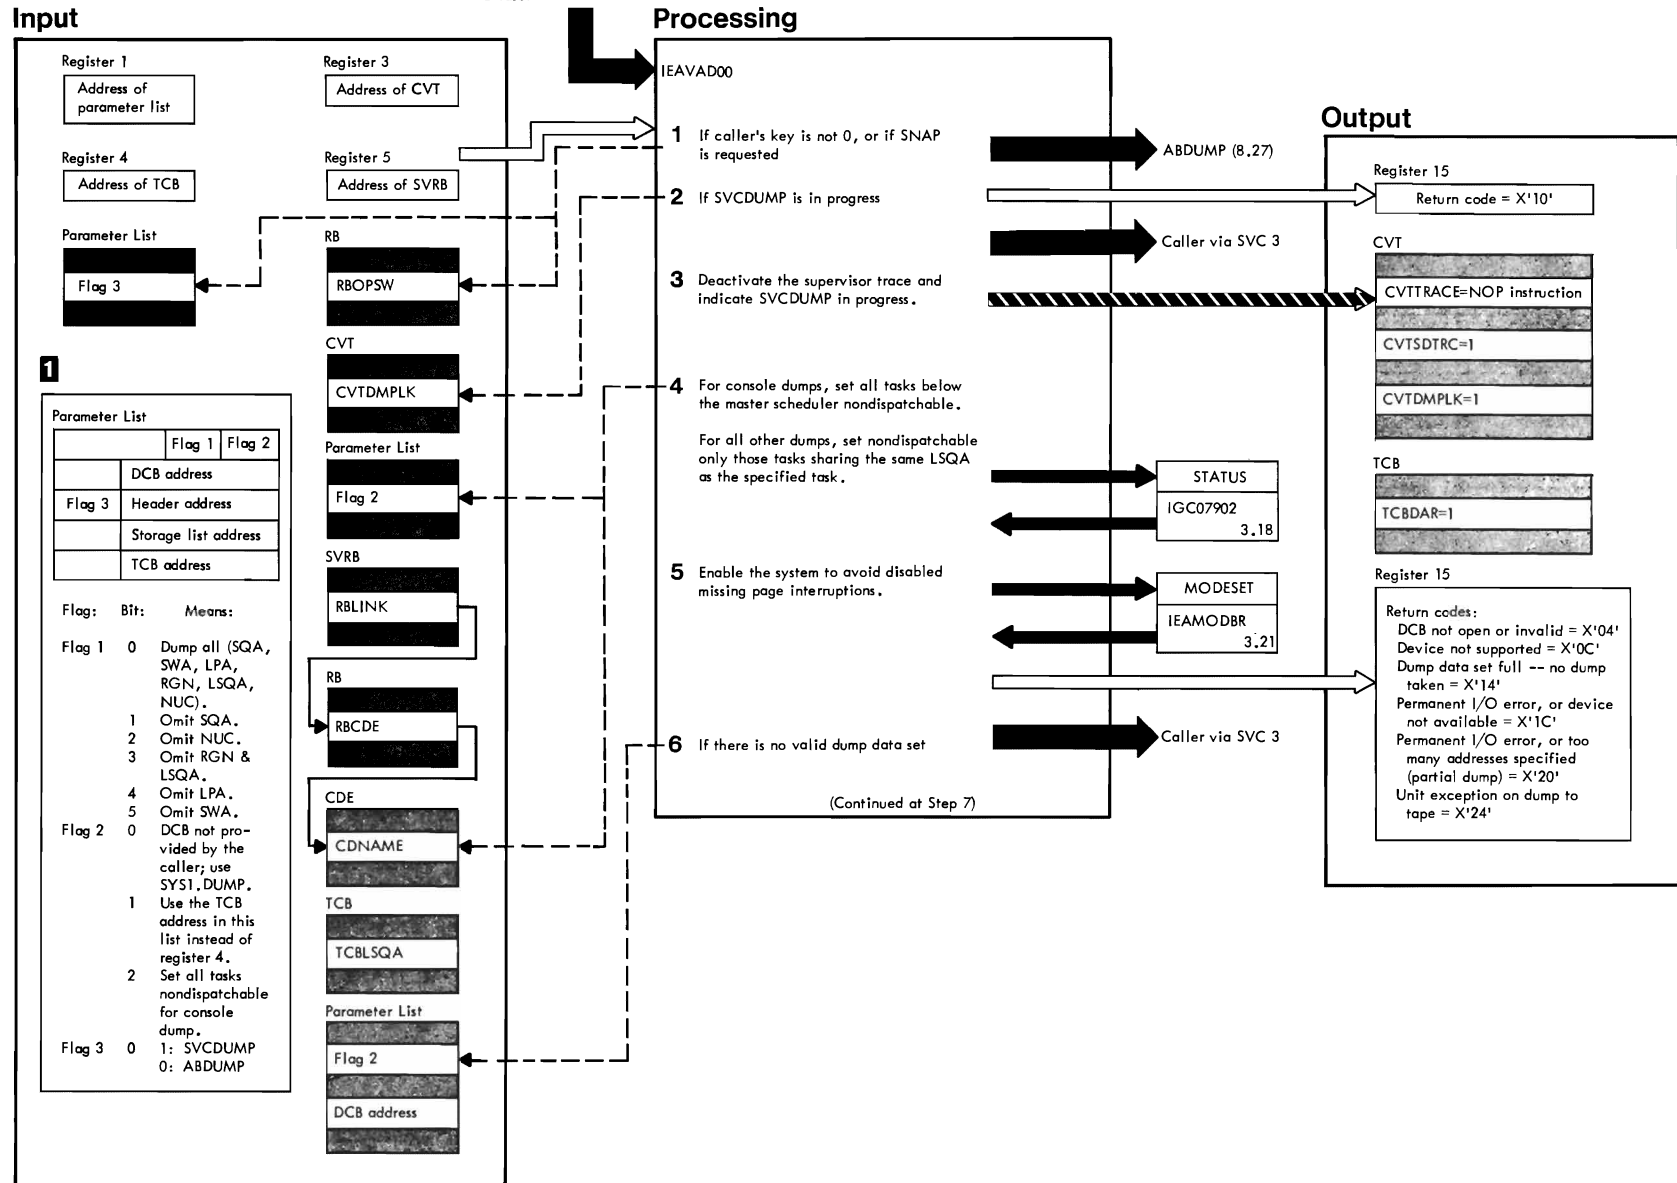 Input
Register 1
Address of
parameter list
Register 3
Address of CVT
Register 4
Address of TCB
Register 5
Address of SVRB
Parameter List
Flag 3
RB
RBOPSW
CVT
CVTDMPLK
Parameter List
Flag 2
SVRB
RBLINK
RB
RBCDE
CDE
CDNAME
TCB
TCBLSQA
Parameter List
Flag 2
DCB address
1
Parameter List
Flag 1 Flag 2
DCB address
Flag 3 Header address
Storage list address
TCB address
Flag: Bit: Means:
Flag 1 0 Dump all (SQA,
SWA, LPA,
RGN, LSQA,
NUC).
1 Omit SQA.
2 Omit NUC.
3 Omit RGN &
LSQA.
4 Omit LPA.
5 Omit SWA.
Flag 2 0 DCB not pro-
vided by the
caller; use
SYS1.DUMP.
1 Use the TCB
address in this
list instead of
register 4.
2 Set all tasks
nondispatchable
for console
dump.
Flag 3 0 1: SVCDUMP
0: ABDUMP
Processing
IEAVAD00
1 If caller's key is not 0, or if SNAP
is requested
ABDUMP (8.27)
2 If SVCDUMP is in progress
Caller via SVC 3
3 Deactivate the supervisor trace and
indicate SVCDUMP in progress.
4 For console dumps, set all tasks below
the master scheduler nondispatchable.
For all other dumps, set nondispatchable
only those tasks sharing the same LSQA
as the specified task.
STATUS
IGC07902
3.18
5 Enable the system to avoid disabled
missing page interruptions.
MODESET
IEAMODBR
3.21
6 If there is no valid dump data set
Caller via SVC 3
(Continued at Step 7)
Output
Register 15
Return code = X'10'
CVT
CVTTRACE=NOP instruction
CVTSDTRC=1
CVTDMPLK=1
TCB
TCBDAR=1
Register 15
Return codes:
DCB not open or invalid = X'04'
Device not supported = X'0C'
Dump data set full -- no dump
taken = X'14'
Permanent I/O error, or device
not available = X'1C'
Permanent I/O error, or too
many addresses specified
(partial dump) = X'20'
Unit exception on dump to
tape = X'24'